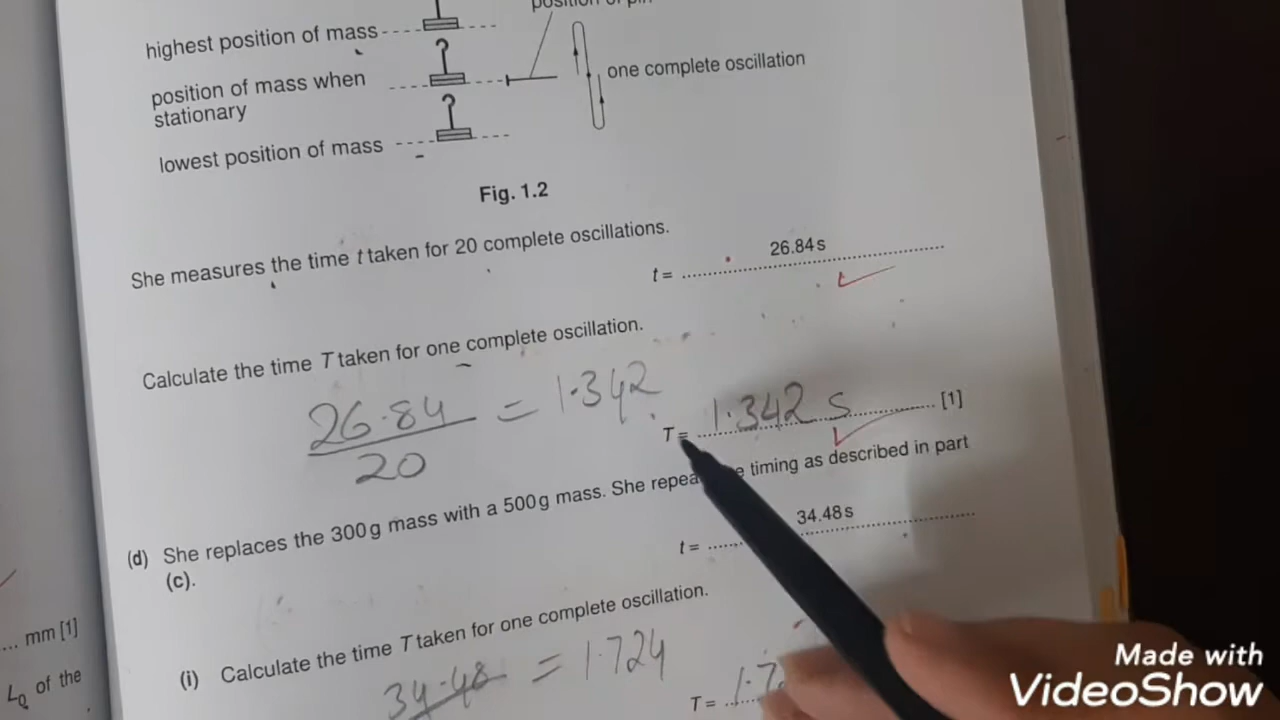 highest position of mass
position of mass when
stationary
one complete oscillation
lowest position of mass
Fig. 1.2
She measures the time t taken for 20 complete oscillations.
t = 26.84 s
Calculate the time T taken for one complete oscillation.
26.84 = 1.342
20
T = 1.342 s [1]
(d) She replaces the 300 g mass with a 500 g mass. She timing as described in part
(c).
t = 34.48 s
(i) Calculate the time T taken for one complete oscillation.
34.48 = 1.724
T =
... mm [1]
L0 of the
Made with
VideoShow